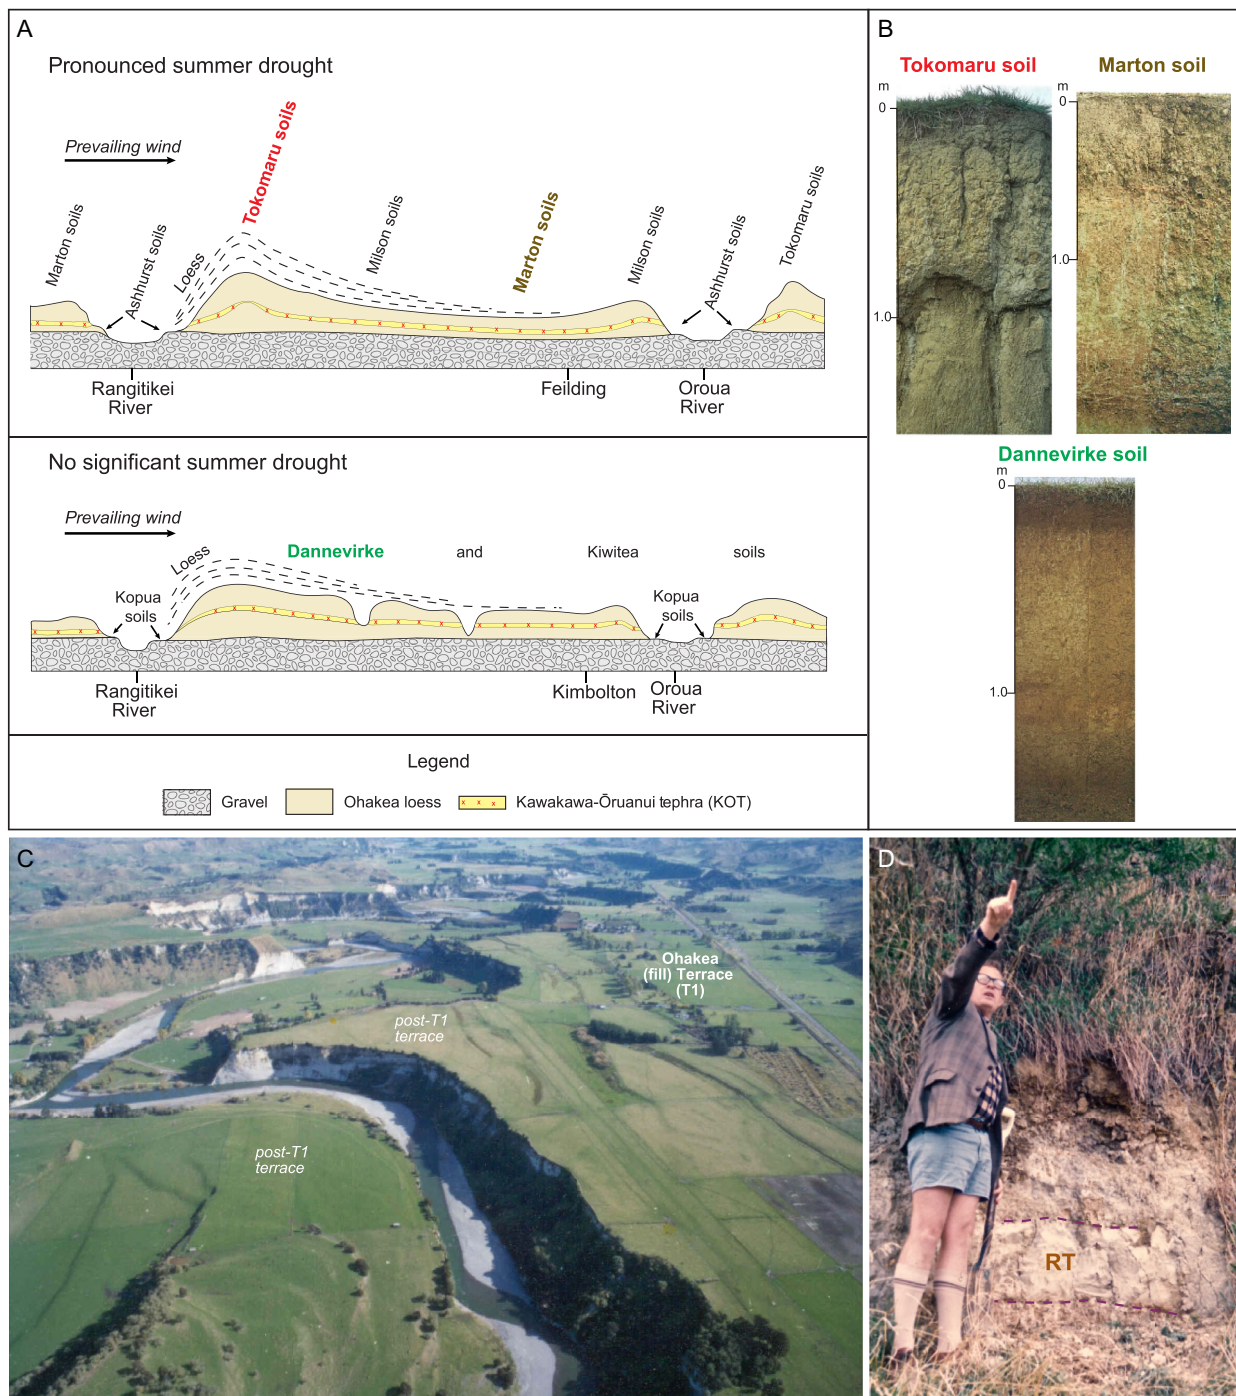 A
Pronounced summer drought
Prevailing wind
Marton soils
Ashhurst soils
Loess
Tokomaru soils
Milson soils
Marton soils
Milson soils
Ashhurst soils
Tokomaru soils
Rangitikei
River
Feilding
Oroua
River
No significant summer drought
Prevailing wind
Loess
Dannevirke and Kiwitea soils
Kopua
soils
Kopua
soils
Rangitikei
River
Kimbolton
Oroua
River
Legend
Gravel
Ohakea loess
Kawakawa-Ōruanui tephra (KOT)
B
Tokomaru soil
m
0
1.0
Marton soil
m
0
1.0
Dannevirke soil
m
0
1.0
C
Ohakea
(fill) Terrace
(T1)
post-T1
terrace
post-T1
terrace
D
RT